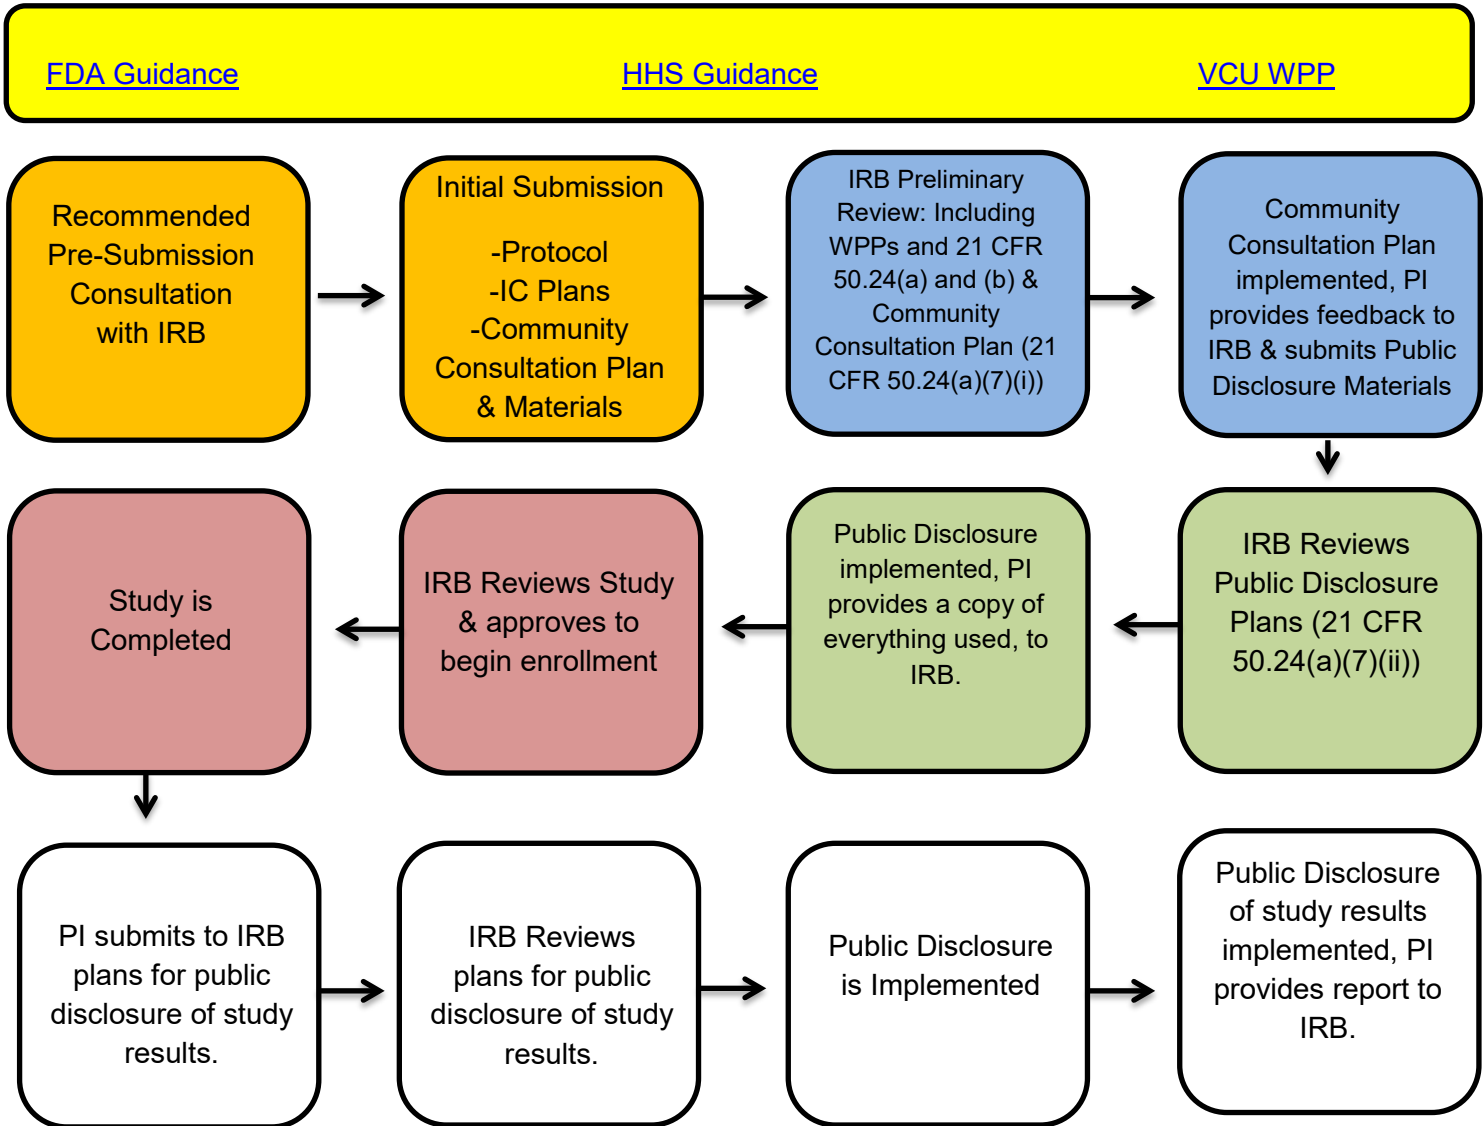 FDA Guidance HHS Guidance VCU WPP
Recommended
Pre-Submission
Consultation
with IRB
Initial Submission
-Protocol
-IC Plans
-Community
Consultation Plan
& Materials
IRB Preliminary
Review: Including
WPPs and 21 CFR
50.24(a) and (b) &
Community
Consultation Plan (21
CFR 50.24(a)(7)(i))
Community
Consultation Plan
implemented, PI
provides feedback to
IRB & submits Public
Disclosure Materials
IRB Reviews
Public Disclosure
Plans (21 CFR
50.24(a)(7)(ii))
Public Disclosure
implemented, PI
provides a copy of
everything used, to
IRB.
IRB Reviews Study
& approves to
begin enrollment
Study is
Completed
PI submits to IRB
plans for public
disclosure of study
results.
IRB Reviews
plans for public
disclosure of study
results.
Public Disclosure
is Implemented
Public Disclosure
of study results
implemented, PI
provides report to
IRB.